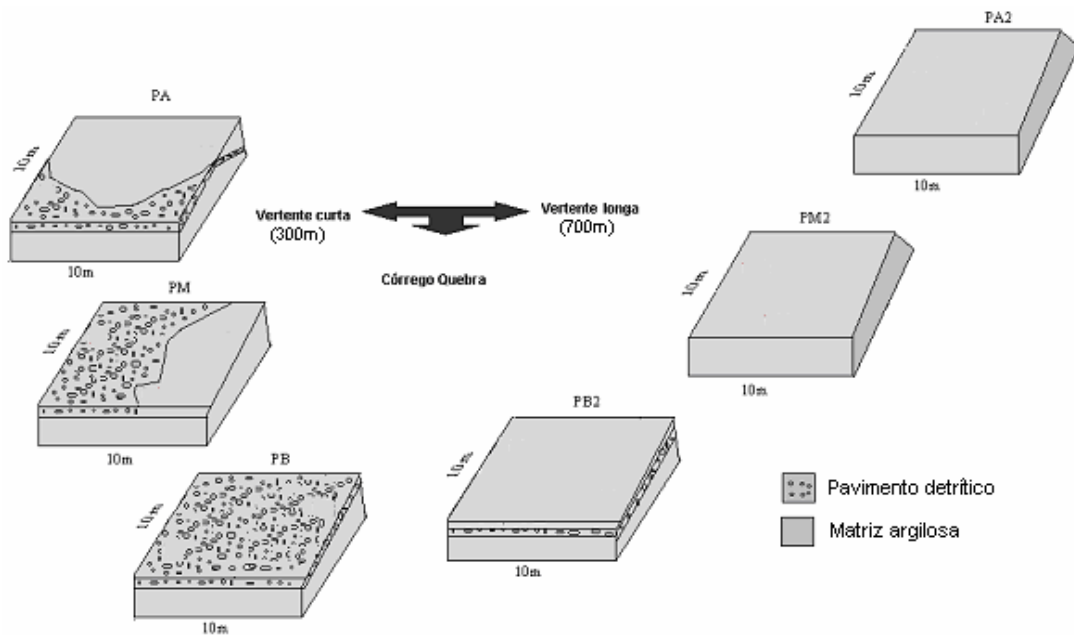 PA2
10m
10m
PA
10m
10m
Vertente curta
(300m)
Vertente longa
(700m)
Córrego Quebra
PM2
10m
10m
PM
10m
10m
PB2
10m
10m
PB
10m
10m
Pavimento detrítico
Matriz argilosa